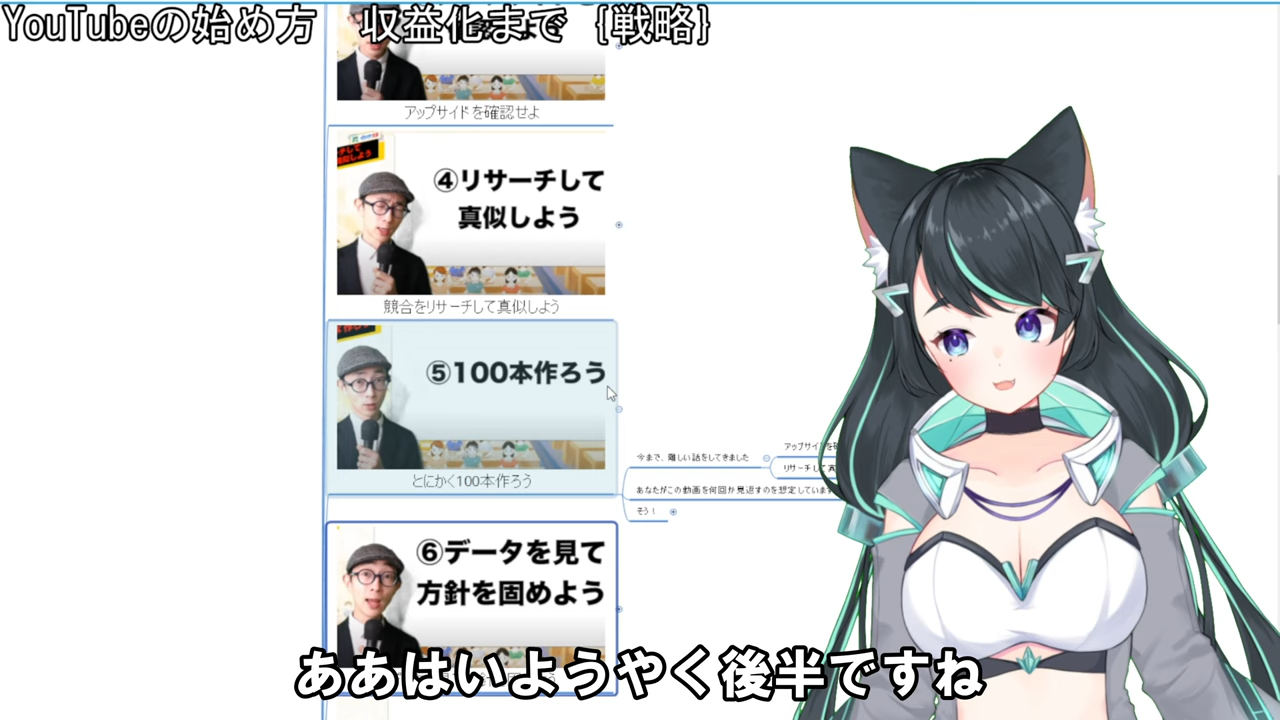 YouTubeの始め方　収益化まで｛戦略｝
アップサイドを確認せよ
④リサーチして
真似しよう
競合をリサーチして真似しよう
⑤100本作ろう
とにかく100本作ろう
今まで、難しい話をしてきました
アップサイドを
リサーチして真
あなたがこの動画を何回か見返すのを想定しています
そう！
⑥データを見て
方針を固めよう
ああはいようやく後半ですね